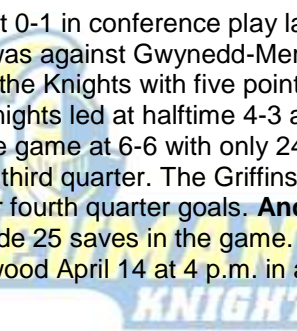 t 0-1 in conference play la
was against Gwynedd-Mer
the Knights with five point
nights led at halftime 4-3 a
e game at 6-6 with only 24
third quarter. The Griffins
r fourth quarter goals. And
de 25 saves in the game.
wood April 14 at 4 p.m. in a
KNIGHT